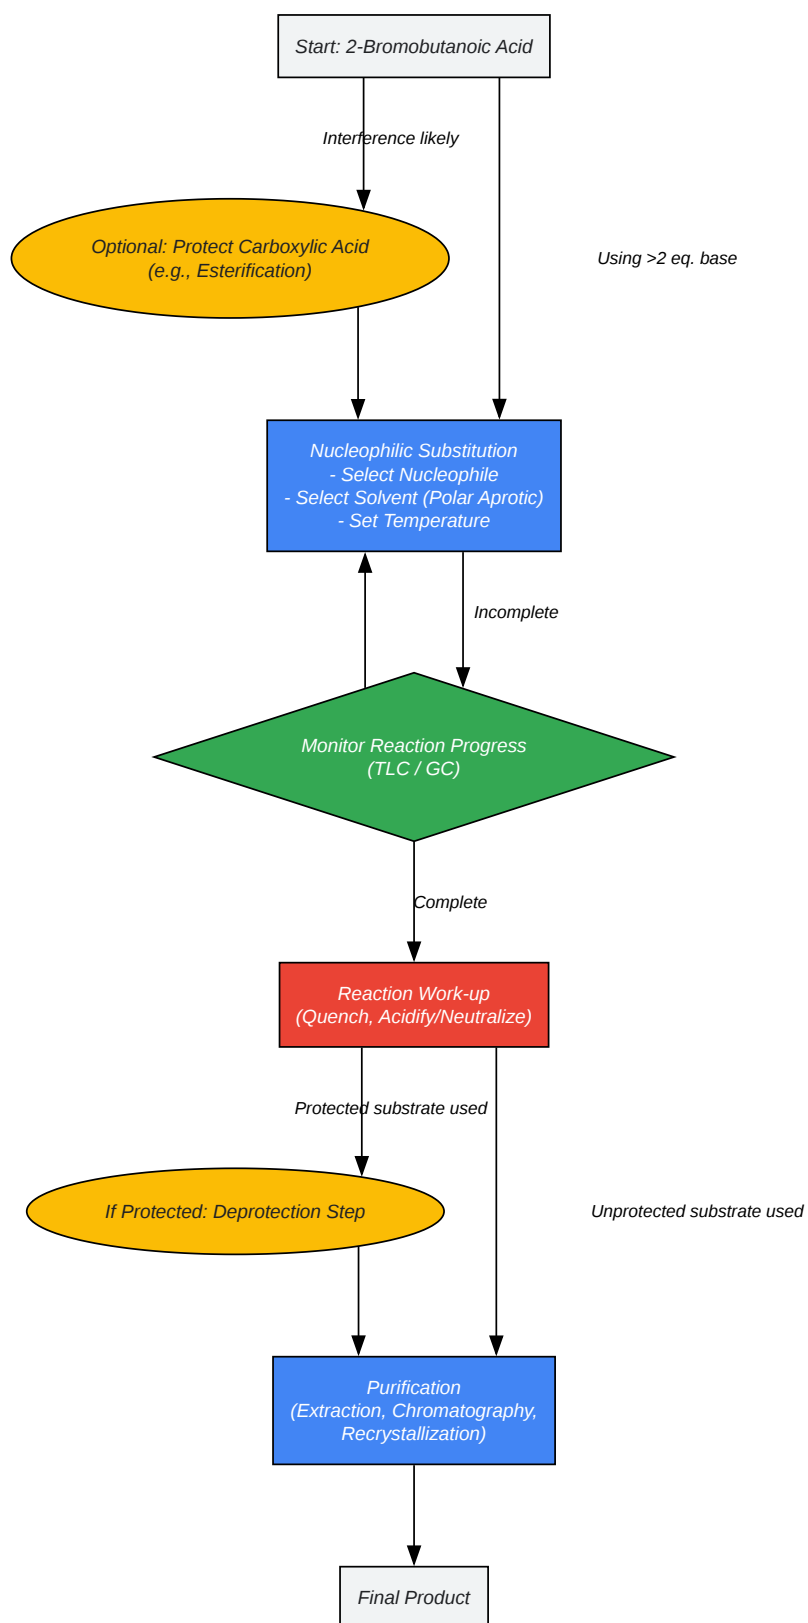 Start: 2-Bromobutanoic Acid
Interference likely
Optional: Protect Carboxylic Acid
(e.g., Esterification)
Using >2 eq. base
Nucleophilic Substitution
- Select Nucleophile
- Select Solvent (Polar Aprotic)
- Set Temperature
Incomplete
Monitor Reaction Progress
(TLC / GC)
Complete
Reaction Work-up
(Quench, Acidify/Neutralize)
Protected substrate used
If Protected: Deprotection Step
Unprotected substrate used
Purification
(Extraction, Chromatography,
Recrystallization)
Final Product